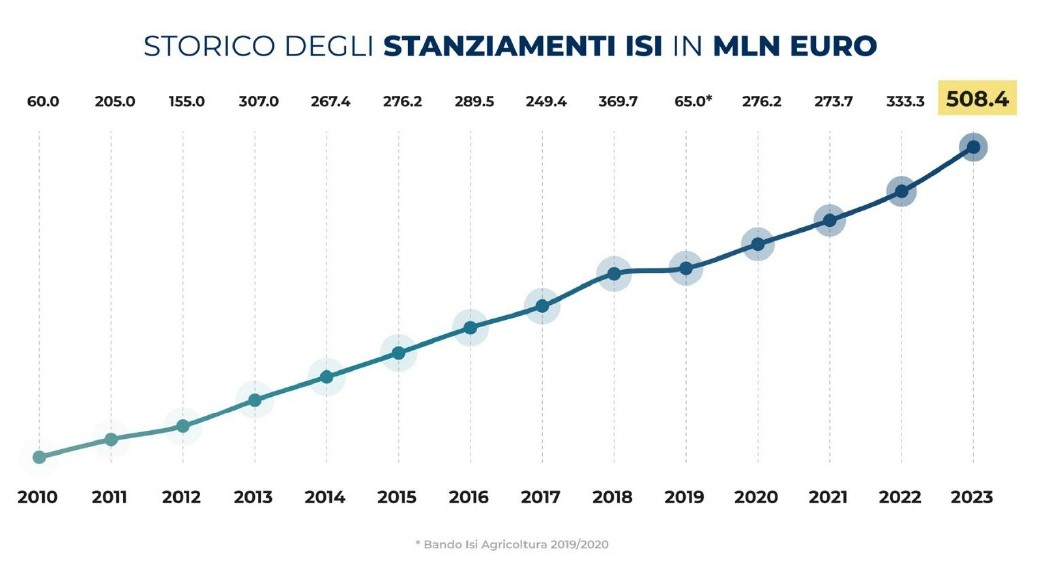 STORICO DEGLI STANZIAMENTI ISI IN MLN EURO
60.0 205.0 155.0 307.0 267.4 276.2 289.5 249.4 369.7 65.0* 276.2 273.7 333.3 508.4
2010 2011 2012 2013 2014 2015 2016 2017 2018 2019 2020 2021 2022 2023
* Bando Isi Agricoltura 2019/2020